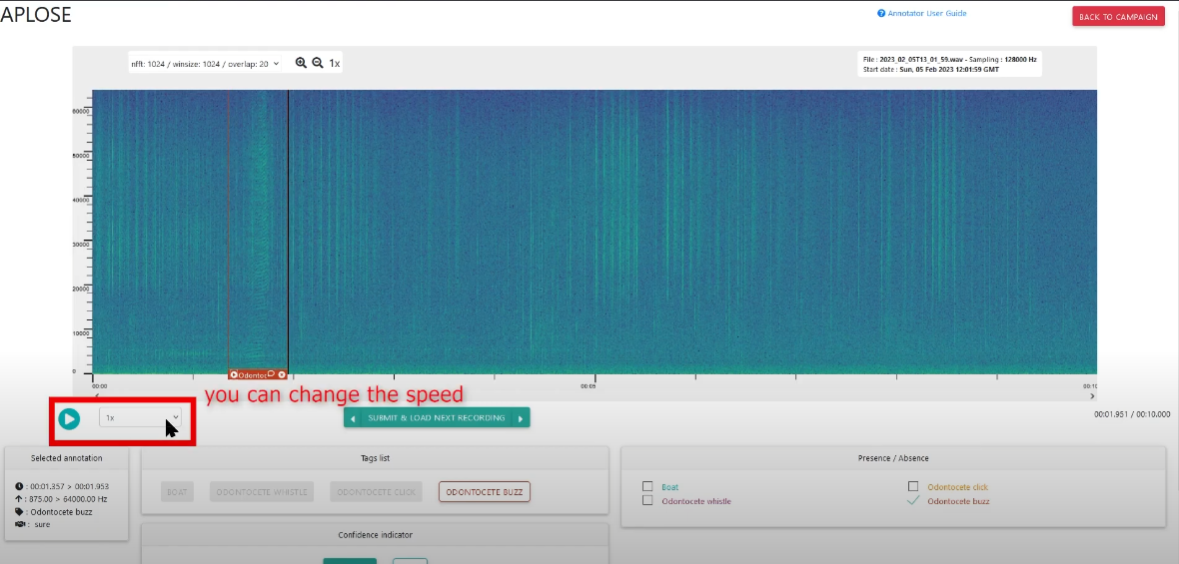 APLOSE
Annotator User Guide
BACK TO CAMPAIGN
nfft: 1024 / winsize: 1024 / overlap: 20
1x
File : 2023_02_05T13_01_59.wav - Sampling : 128000 Hz
Start date : Sun, 05 Feb 2023 12:01:59 GMT
60000
50000
40000
30000
20000
10000
0
Odontoc
00:00
00:05
00:10
you can change the speed
1x
SUBMIT & LOAD NEXT RECORDING
00:01.951 / 00:10.000
Selected annotation
: 00:01.357 > 00:01.953
: 875.00 > 64000.00 Hz
: Odontocete buzz
: sure
Tags list
BOAT
ODONTOCETE WHISTLE
ODONTOCETE CLICK
ODONTOCETE BUZZ
Confidence indicator
Presence / Absence
Boat
Odontocete whistle
Odontocete click
Odontocete buzz